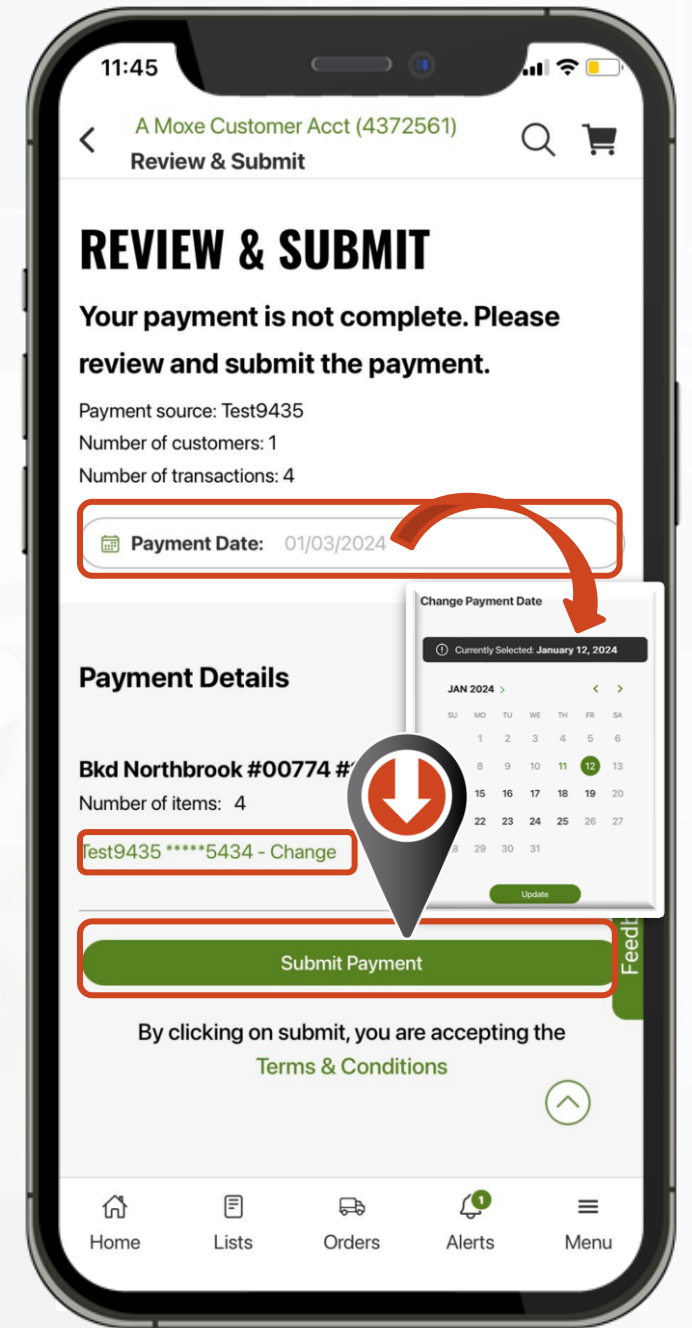 11:45
A Moxe Customer Acct (4372561)
Review & Submit
REVIEW & SUBMIT
Your payment is not complete. Please
review and submit the payment.
Payment source: Test9435
Number of customers: 1
Number of transactions: 4
Payment Date: 01/03/2024
Change Payment Date
Currently Selected: January 12, 2024
JAN 2024
SU MO TU WE TH FR SA
1 2 3 4 5 6
8 9 10 11 12 13
15 16 17 18 19 20
22 23 24 25 26 27
8 29 30 31
Update
Payment Details
Bkd Northbrook #00774 #
Number of items: 4
Test9435 *****5434 - Change
Submit Payment
By clicking on submit, you are accepting the
Terms & Conditions
1
Home Lists Orders Alerts Menu